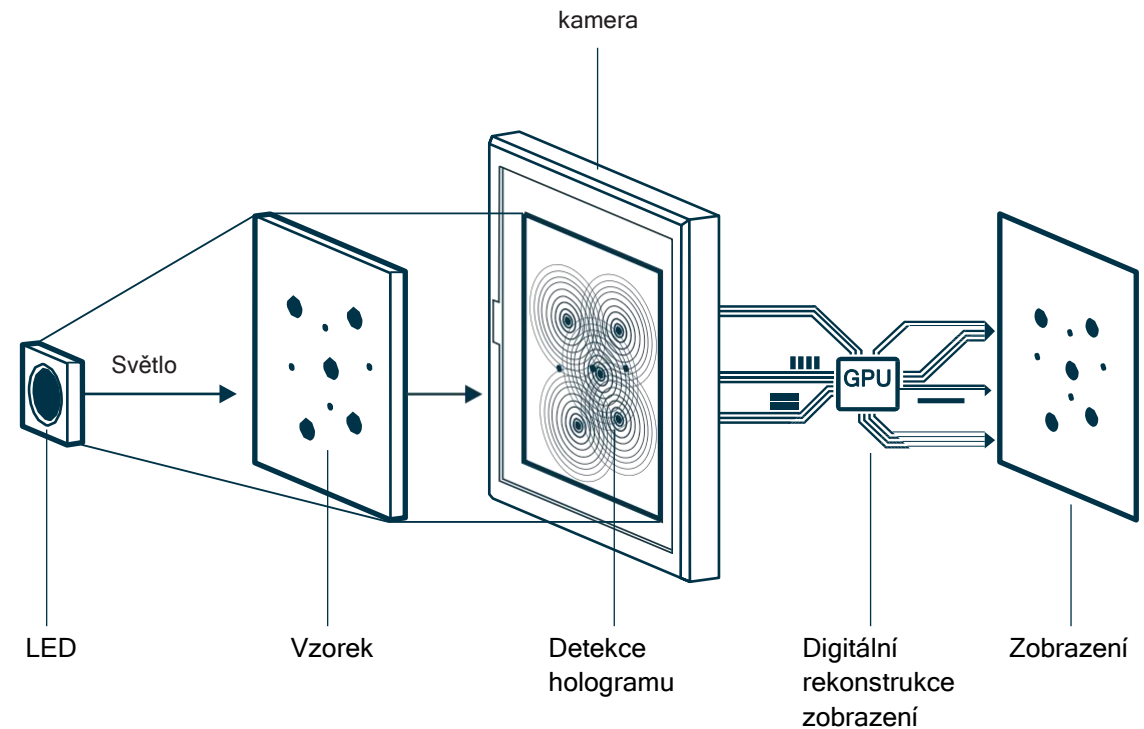 kamera
Světlo
GPU
LED
Vzorek
Detekce
hologramu
Digitální
rekonstrukce
zobrazení
Zobrazení